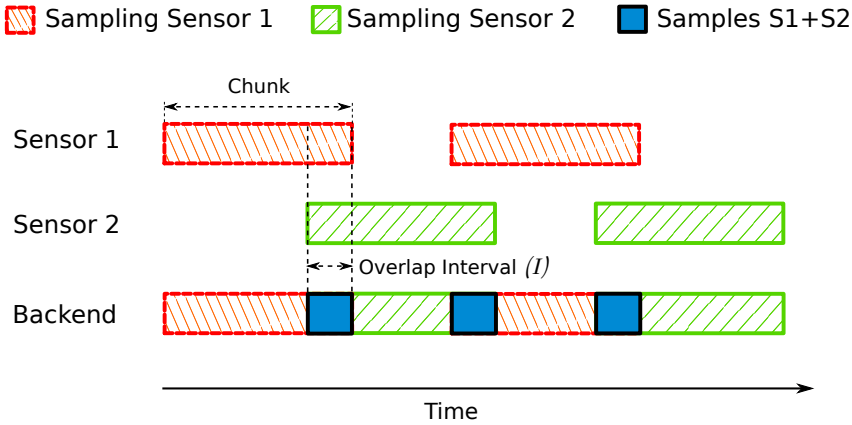 Sampling Sensor 1 Sampling Sensor 2 Samples S1+S2
Chunk
Sensor 1
Sensor 2
Overlap Interval (I)
Backend
Time